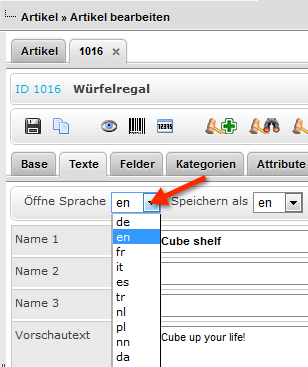 Artikel » Artikel bearbeiten
Artikel 1016 ×
ID 1016 Würfelregal
Base Texte Felder Kategorien Attribute
Öffne Sprache en Speichern als en
de
Name 1 en Cube shelf
fr
Name 2 it
es
Name 3 tr
nl
Vorschautext pl Cube up your life!
nn
da